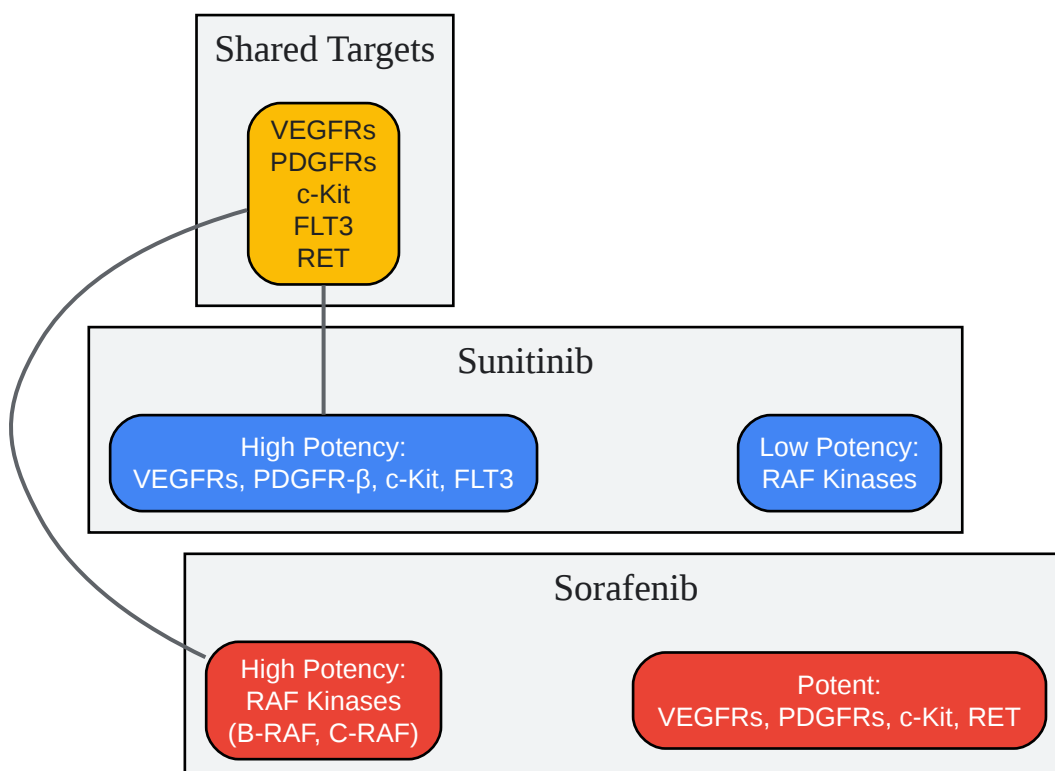 Shared Targets
VEGFRs
PDGFRs
c-Kit
FLT3
RET
Sunitinib
High Potency:
VEGFRs, PDGFR-β, c-Kit, FLT3
Low Potency:
RAF Kinases
Sorafenib
High Potency:
RAF Kinases
(B-RAF, C-RAF)
Potent:
VEGFRs, PDGFRs, c-Kit, RET